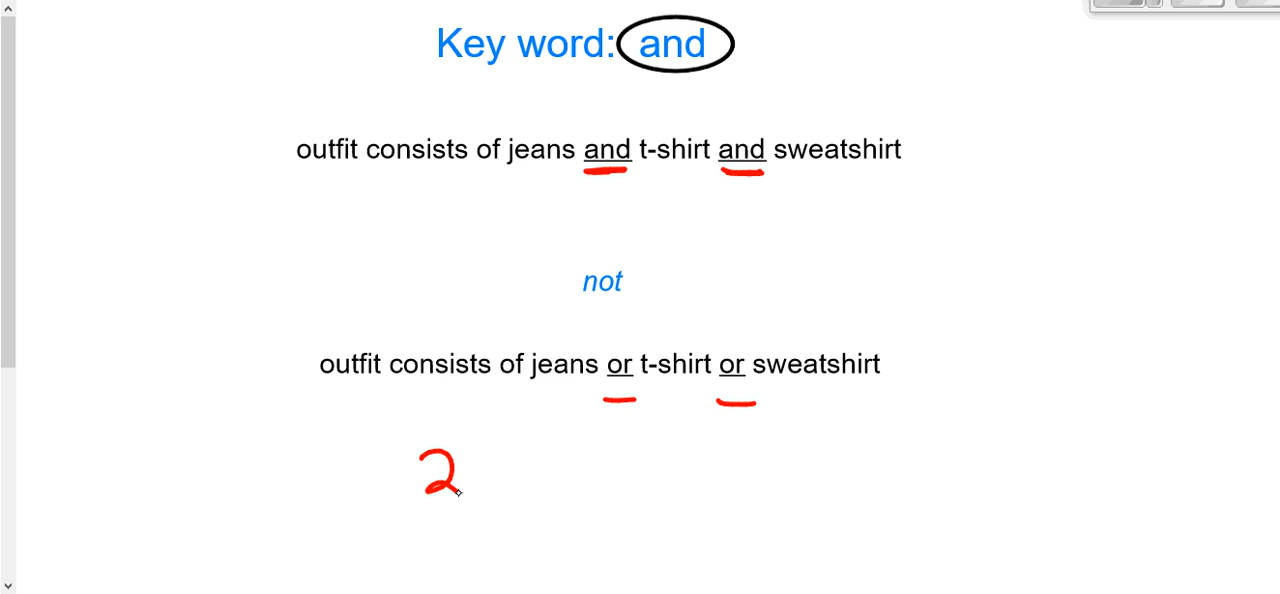 Key word: and
outfit consists of jeans and t-shirt and sweatshirt
not
outfit consists of jeans or t-shirt or sweatshirt
2